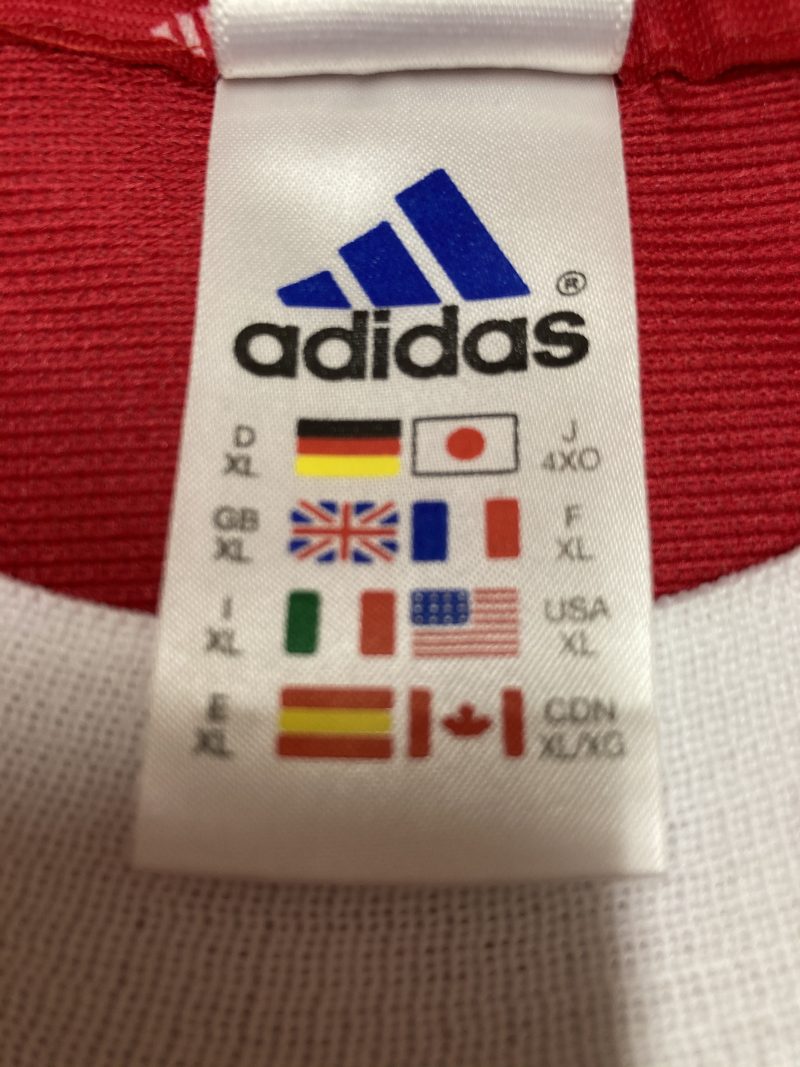 adidas®
D J
XL 4XO
GB F
XL XL
I USA
XL XL
E CDN
XL XL/XG